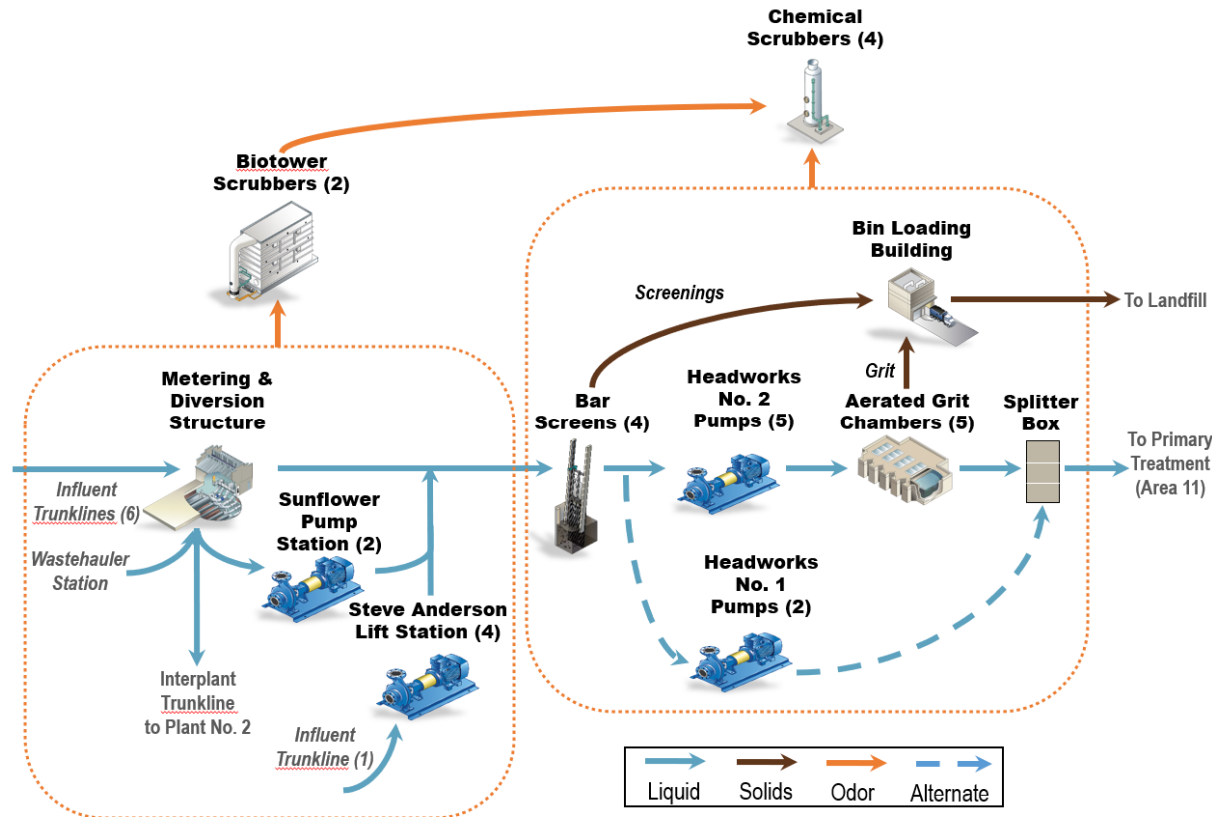 Chemical
Scrubbers (4)
Biotower
Scrubbers (2)
Bin Loading
Building
Screenings
To Landfill
Metering &
Diversion
Structure
Grit
Bar
Screens (4)
Headworks
No. 2
Pumps (5)
Aerated Grit
Chambers (5)
Splitter
Box
Influent
Trunklines (6)
Sunflower
Pump
Station (2)
To Primary
Treatment
(Area 11)
Wastehauler
Station
Headworks
No. 1
Pumps (2)
Steve Anderson
Lift Station (4)
Interplant
Trunkline
to Plant No. 2
Influent
Trunkline (1)
Liquid
Solids
Odor
Alternate